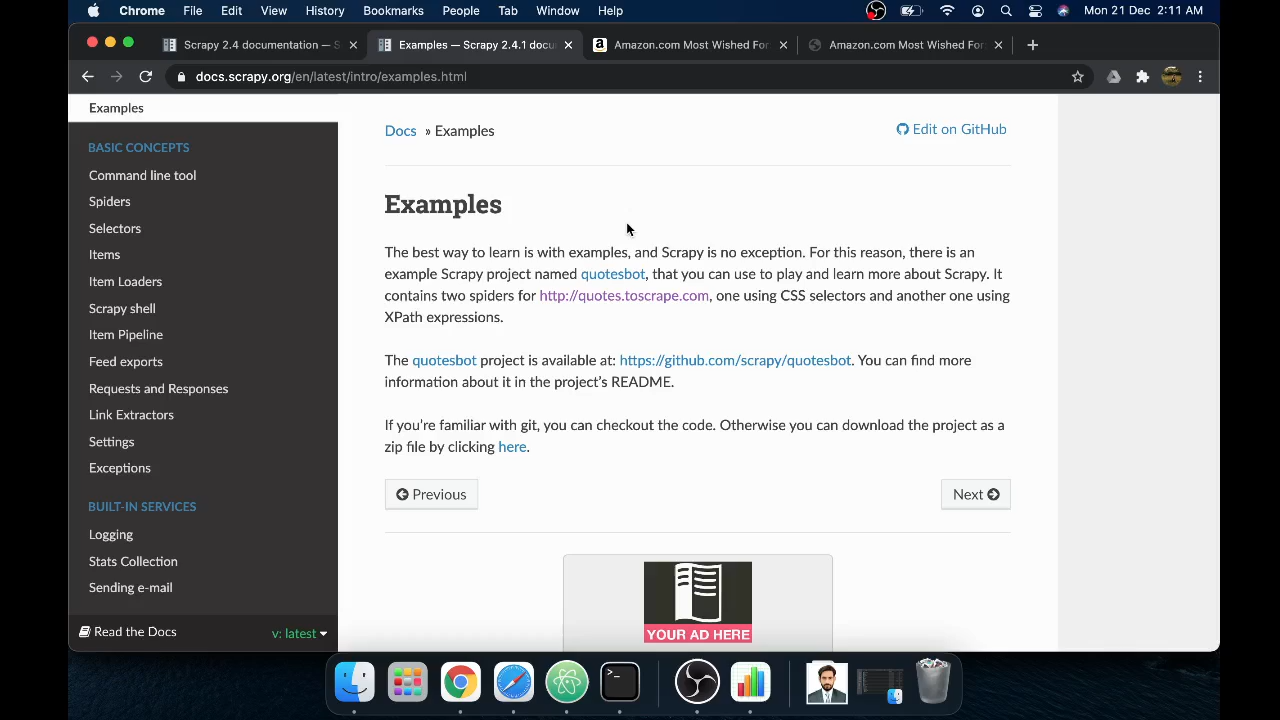 Chrome File Edit View History Bookmarks People Tab Window Help Mon 21 Dec 2:11 AM
Scrapy 2.4 documentation — S Examples — Scrapy 2.4.1 docu Amazon.com Most Wished For Amazon.com Most Wished For
docs.scrapy.org/en/latest/intro/examples.html
Examples
BASIC CONCEPTS
Command line tool
Spiders
Selectors
Items
Item Loaders
Scrapy shell
Item Pipeline
Feed exports
Requests and Responses
Link Extractors
Settings
Exceptions
BUILT-IN SERVICES
Logging
Stats Collection
Sending e-mail
Read the Docs v: latest
Docs » Examples Edit on GitHub
Examples
The best way to learn is with examples, and Scrapy is no exception. For this reason, there is an
example Scrapy project named quotesbot, that you can use to play and learn more about Scrapy. It
contains two spiders for http://quotes.toscrape.com, one using CSS selectors and another one using
XPath expressions.
The quotesbot project is available at: https://github.com/scrapy/quotesbot. You can find more
information about it in the project's README.
If you're familiar with git, you can checkout the code. Otherwise you can download the project as a
zip file by clicking here.
Previous Next
YOUR AD HERE